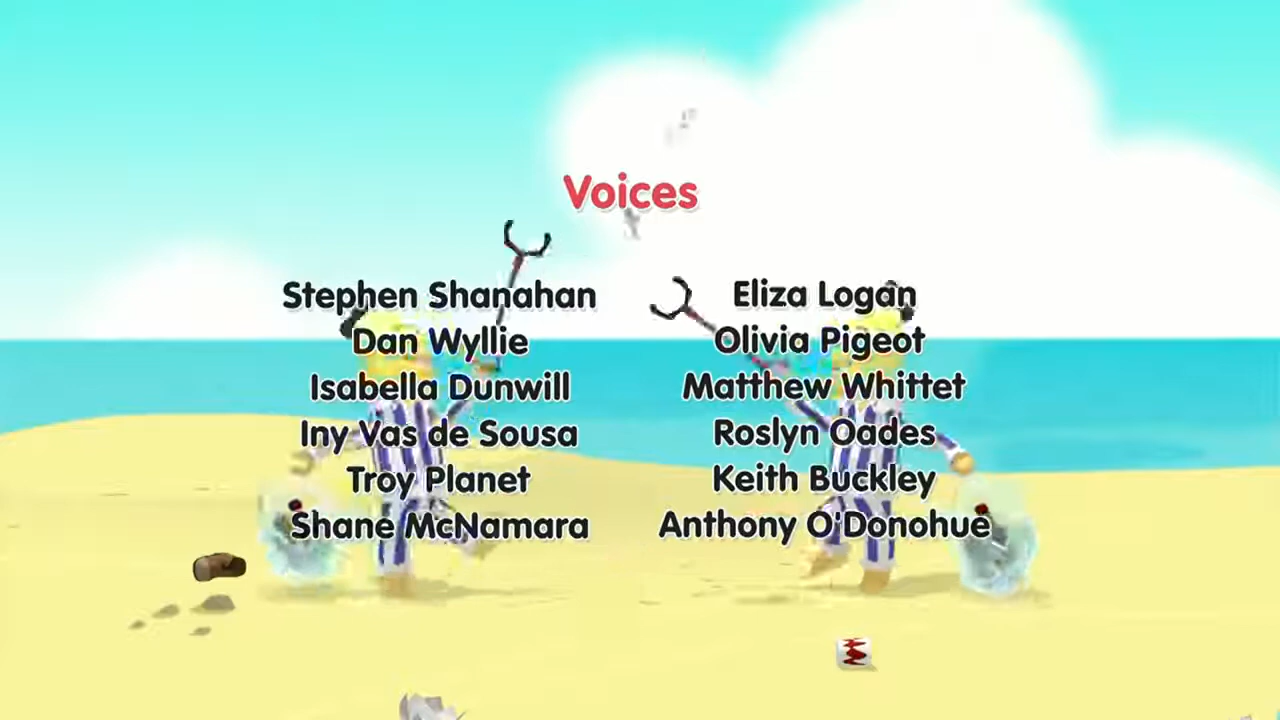 Voices
Stephen Shanahan
Dan Wyllie
Isabella Dunwill
Iny Vas de Sousa
Troy Planet
Shane McNamara
Eliza Logan
Olivia Pigeot
Matthew Whittet
Roslyn Oades
Keith Buckley
Anthony O'Donohue